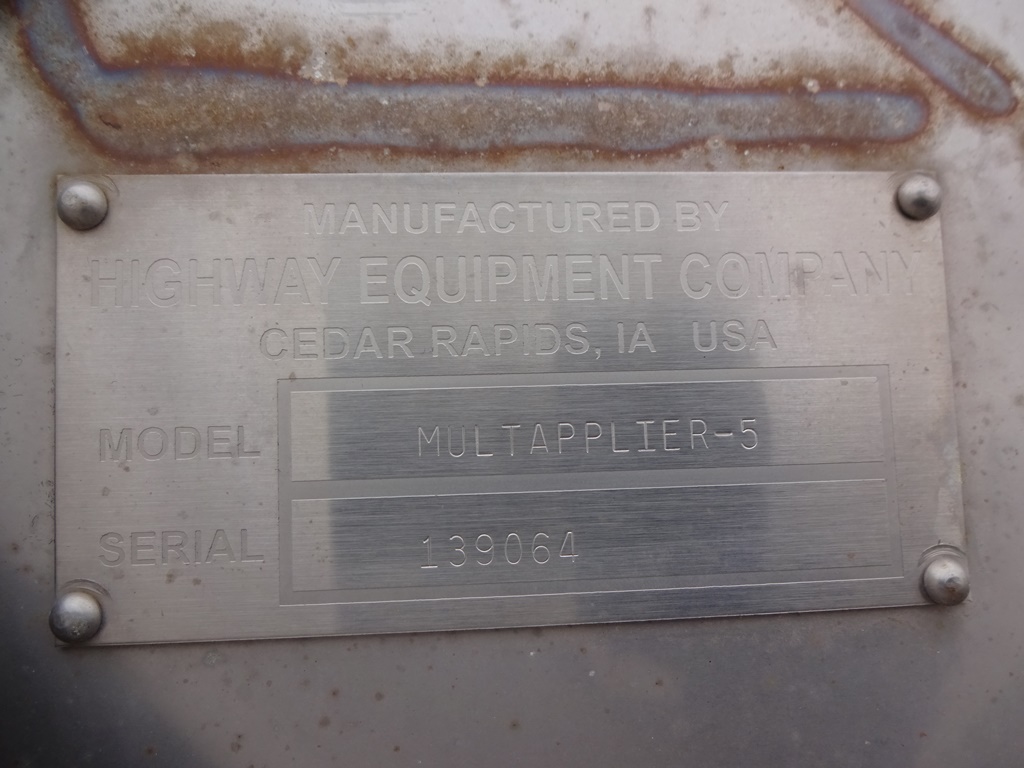 MANUFACTURED BY
HIGHWAY EQUIPMENT COMPANY
CEDAR RAPIDS, IA USA
MODEL MULTAPPLIER-5
SERIAL 139064